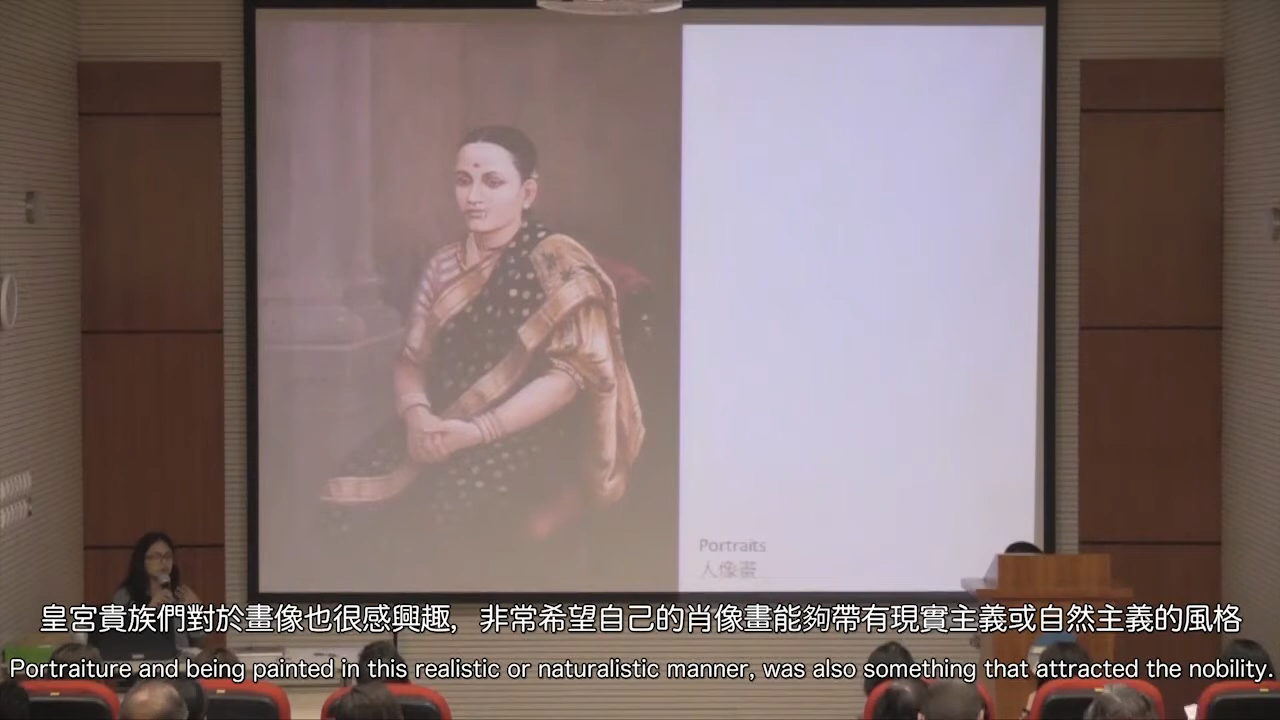 Portraits
人像畫
皇宮貴族們對於畫像也很感興趣，非常希望自己的肖像畫能夠帶有現實主義或自然主義的風格
Portraiture and being painted in this realistic or naturalistic manner, was also something that attracted the nobility.